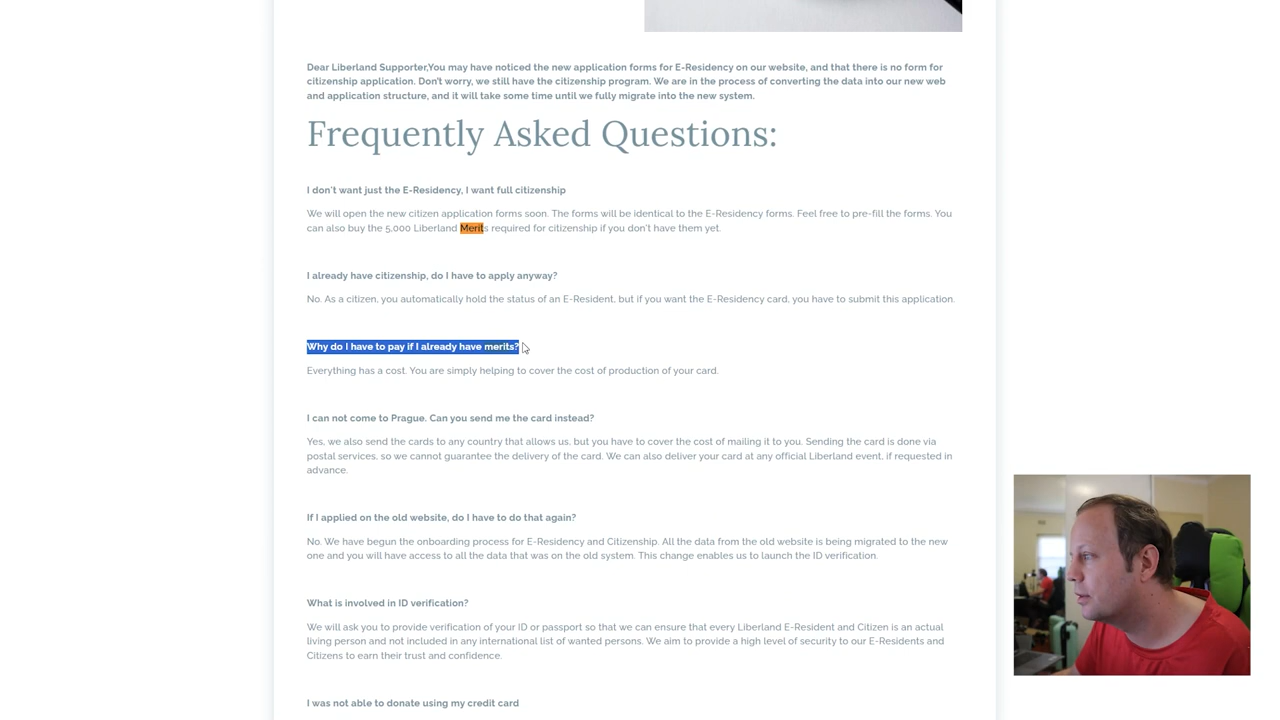 Dear Liberland Supporter,You may have noticed the new application forms for E-Residency on our website, and that there is no form for
citizenship application. Don't worry, we still have the citizenship program. We are in the process of converting the data into our new web
and application structure, and it will take some time until we fully migrate into the new system.
Frequently Asked Questions:
I don't want just the E-Residency, I want full citizenship
We will open the new citizen application forms soon. The forms will be identical to the E-Residency forms. Feel free to pre-fill the forms. You
can also buy the 5,000 Liberland Merits required for citizenship if you don't have them yet.
I already have citizenship, do I have to apply anyway?
No. As a citizen, you automatically hold the status of an E-Resident, but if you want the E-Residency card, you have to submit this application.
Why do I have to pay if I already have merits?
Everything has a cost. You are simply helping to cover the cost of production of your card.
I can not come to Prague. Can you send me the card instead?
Yes, we also send the cards to any country that allows us, but you have to cover the cost of mailing it to you. Sending the card is done via
postal services, so we cannot guarantee the delivery of the card. We can also deliver your card at any official Liberland event, if requested in
advance.
If I applied on the old website, do I have to do that again?
No. We have begun the onboarding process for E-Residency and Citizenship. All the data from the old website is being migrated to the new
one and you will have access to all the data that was on the old system. This change enables us to launch the ID verification.
What is involved in ID verification?
We will ask you to provide verification of your ID or passport so that we can ensure that every Liberland E-Resident and Citizen is an actual
living person and not included in any international list of wanted persons. We aim to provide a high level of security to our E-Residents and
Citizens to earn their trust and confidence.
I was not able to donate using my credit card